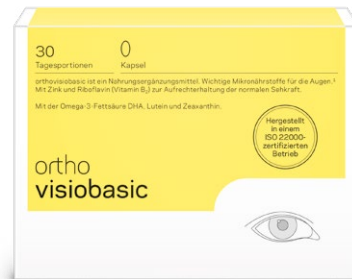 30
Tagesportionen
0
Kapsel
orthovisiobasic ist ein Nahrungsergänzungsmittel. Wichtige Mikronährstoffe für die Augen.¹
Mit Zink und Riboflavin (Vitamin B₂) zur Aufrechterhaltung der normalen Sehkraft.
Mit der Omega-3-Fettsäure DHA, Lutein und Zeaxanthin.
Hergestellt
in einem
ISO 22000-
zertifizierten
Betrieb
ortho
visiobasic